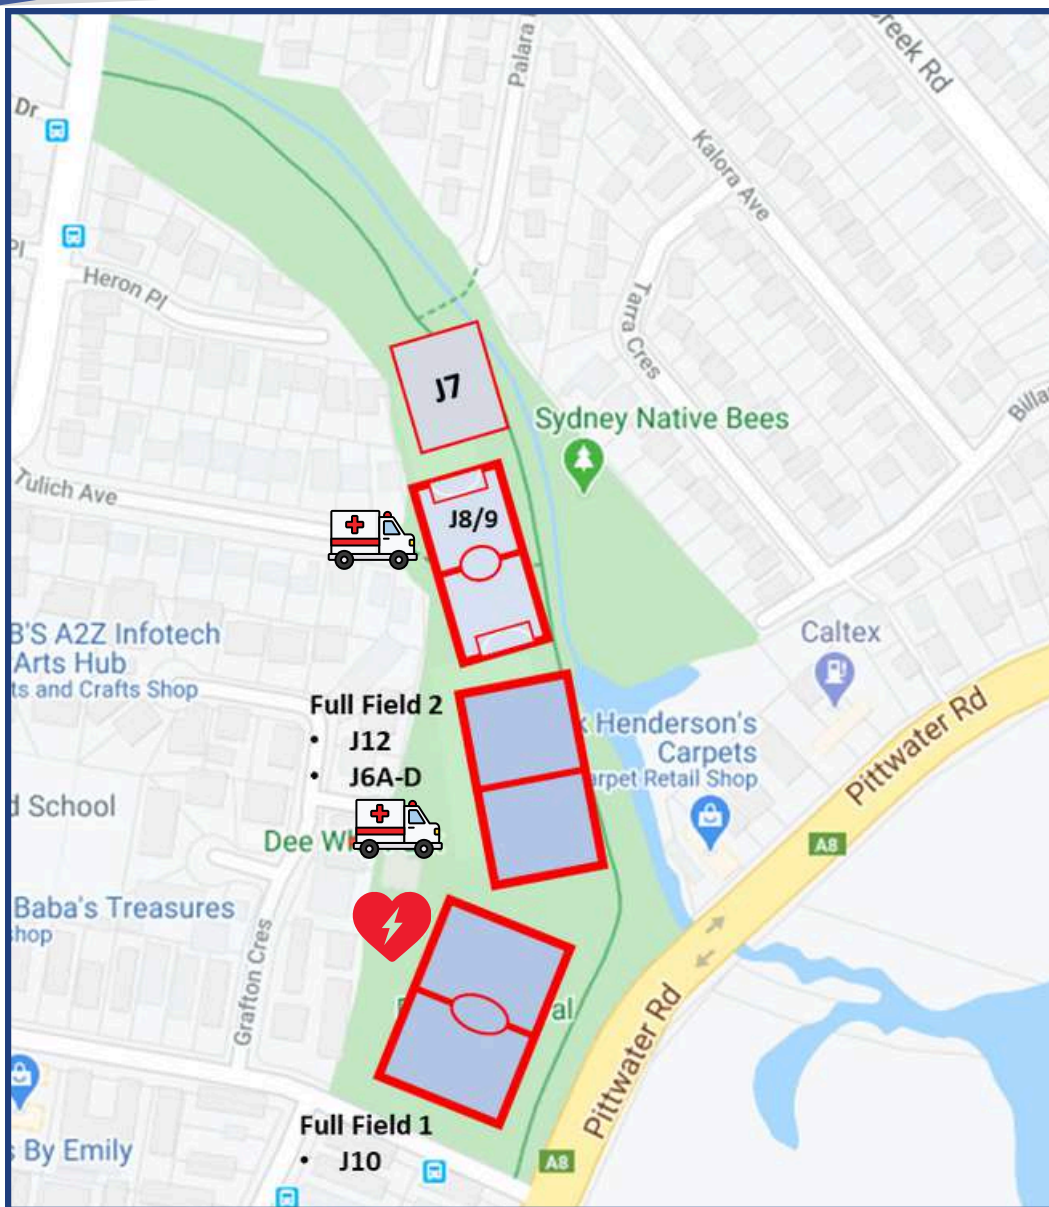 Palara
Creek Rd
Dr
Kalora Ave
Pl
Heron Pl
Tarra Cres
J7
Sydney Native Bees
Tulich Ave
J8/9
B'S A2Z Infotech
Arts Hub
ts and Crafts Shop
Caltex
Full Field 2
• J12
• J6A-D
k Henderson's
Carpets
arpet Retail Shop
Pittwater Rd
d School
A8
Dee Wh
Baba's Treasures
hop
Grafton Cres
al
Pittwater Rd
Full Field 1
• J10
s By Emily
A8